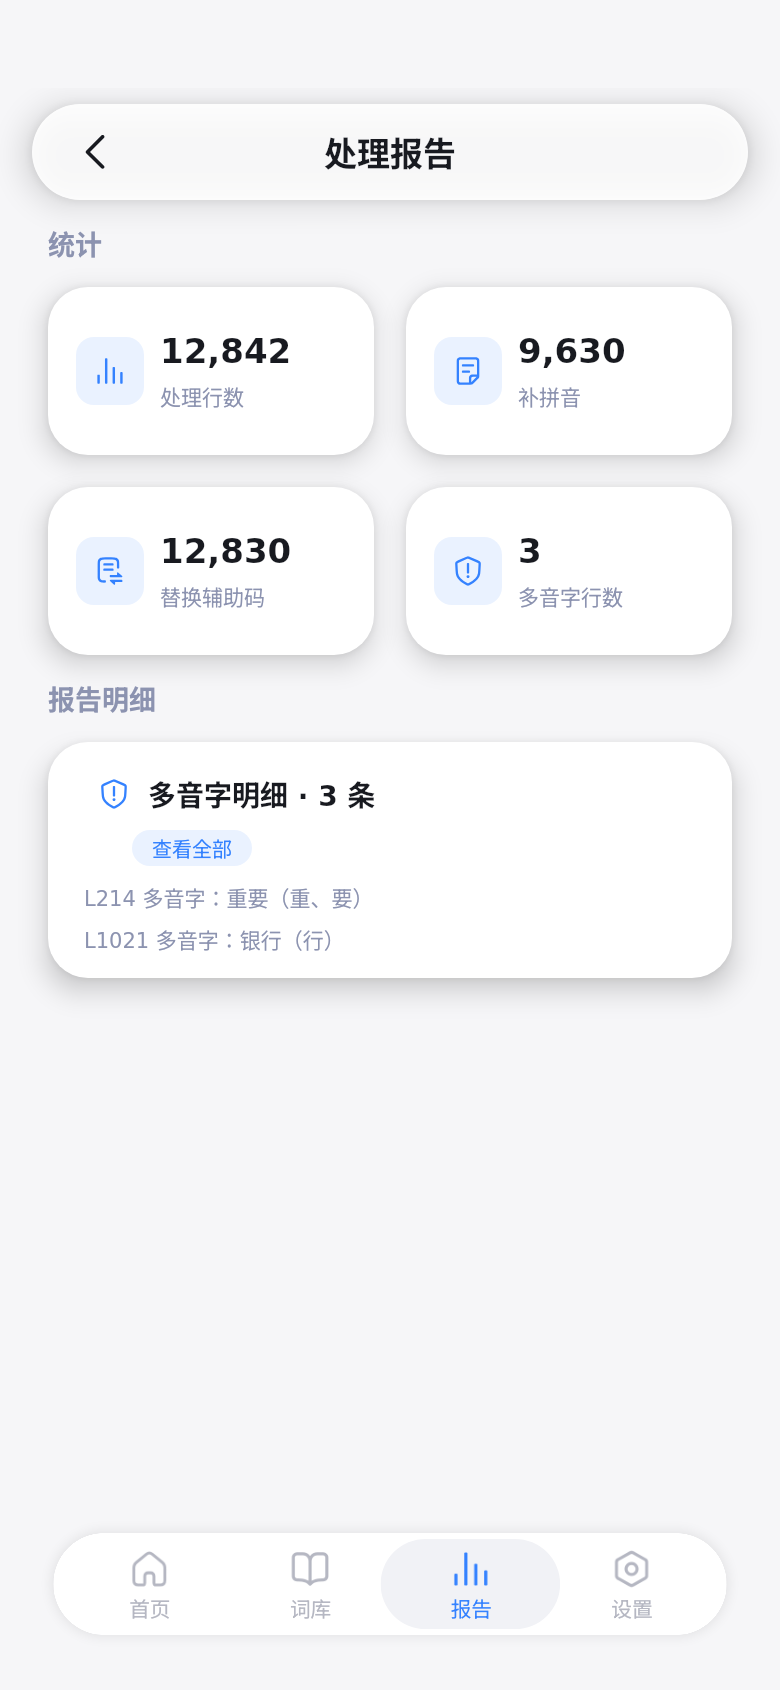 处理报告
统计
12,842
处理行数
9,630
补拼音
12,830
替换辅助码
3
多音字行数
报告明细
多音字明细 · 3 条
查看全部
L214 多音字：重要（重、要）
L1021 多音字：银行（行）
首页
词库
报告
设置